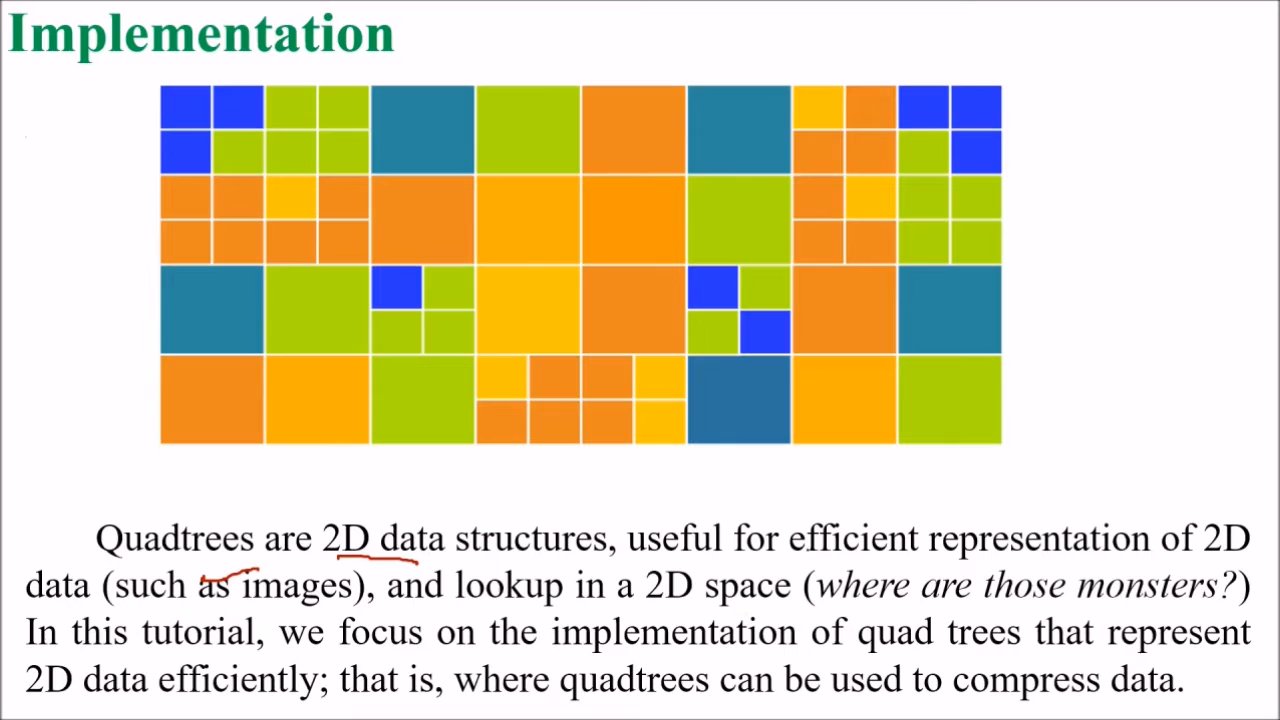 Implementation
Quadtrees are 2D data structures, useful for efficient representation of 2D
data (such as images), and lookup in a 2D space (where are those monsters?)
In this tutorial, we focus on the implementation of quad trees that represent
2D data efficiently; that is, where quadtrees can be used to compress data.